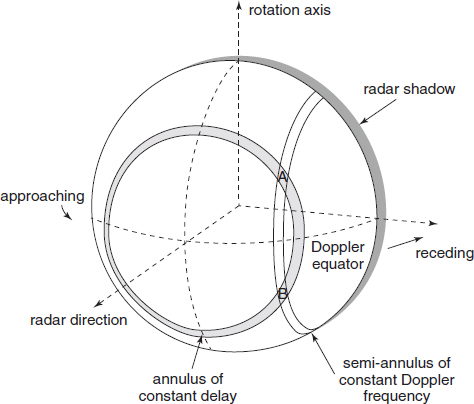 rotation axis
radar shadow
A
approaching
Doppler
equator
receding
B
radar direction
annulus of
constant delay
semi-annulus of
constant Doppler
frequency